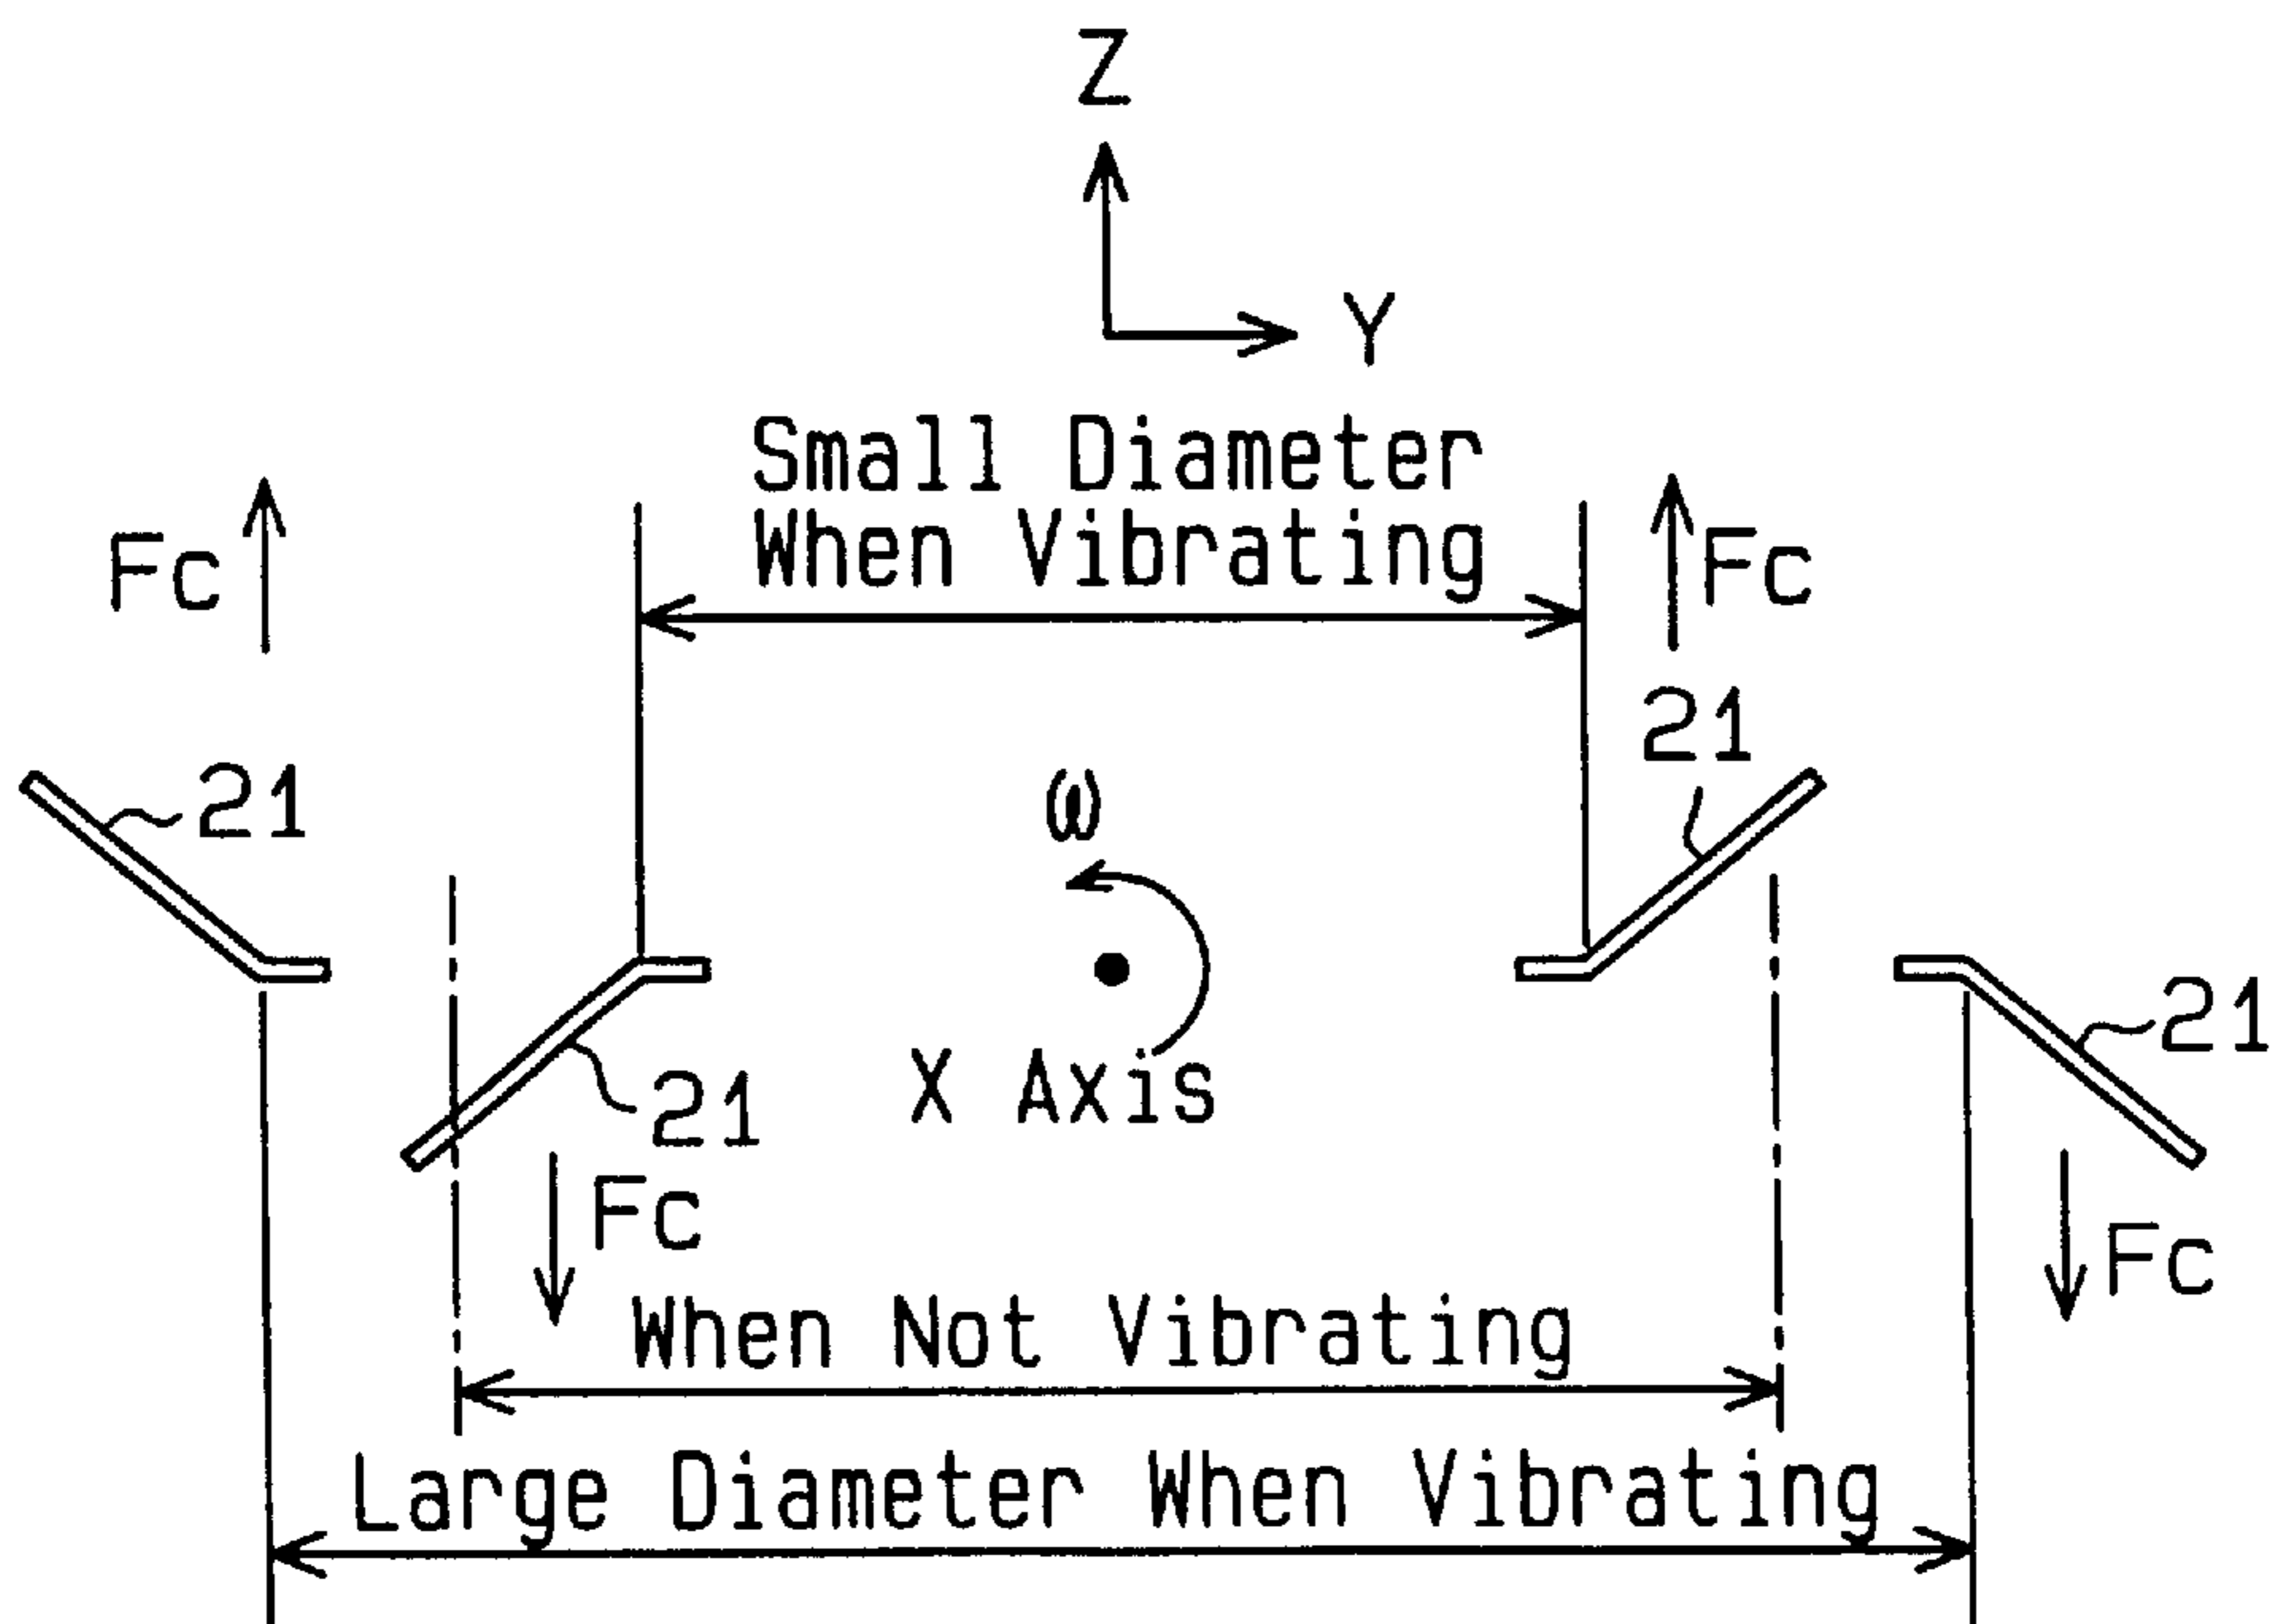 Z
Y
Small Diameter
When Vibrating
Fc
Fc
21
21
ω
21
X Axis
21
Fc
Fc
When Not Vibrating
Large Diameter When Vibrating